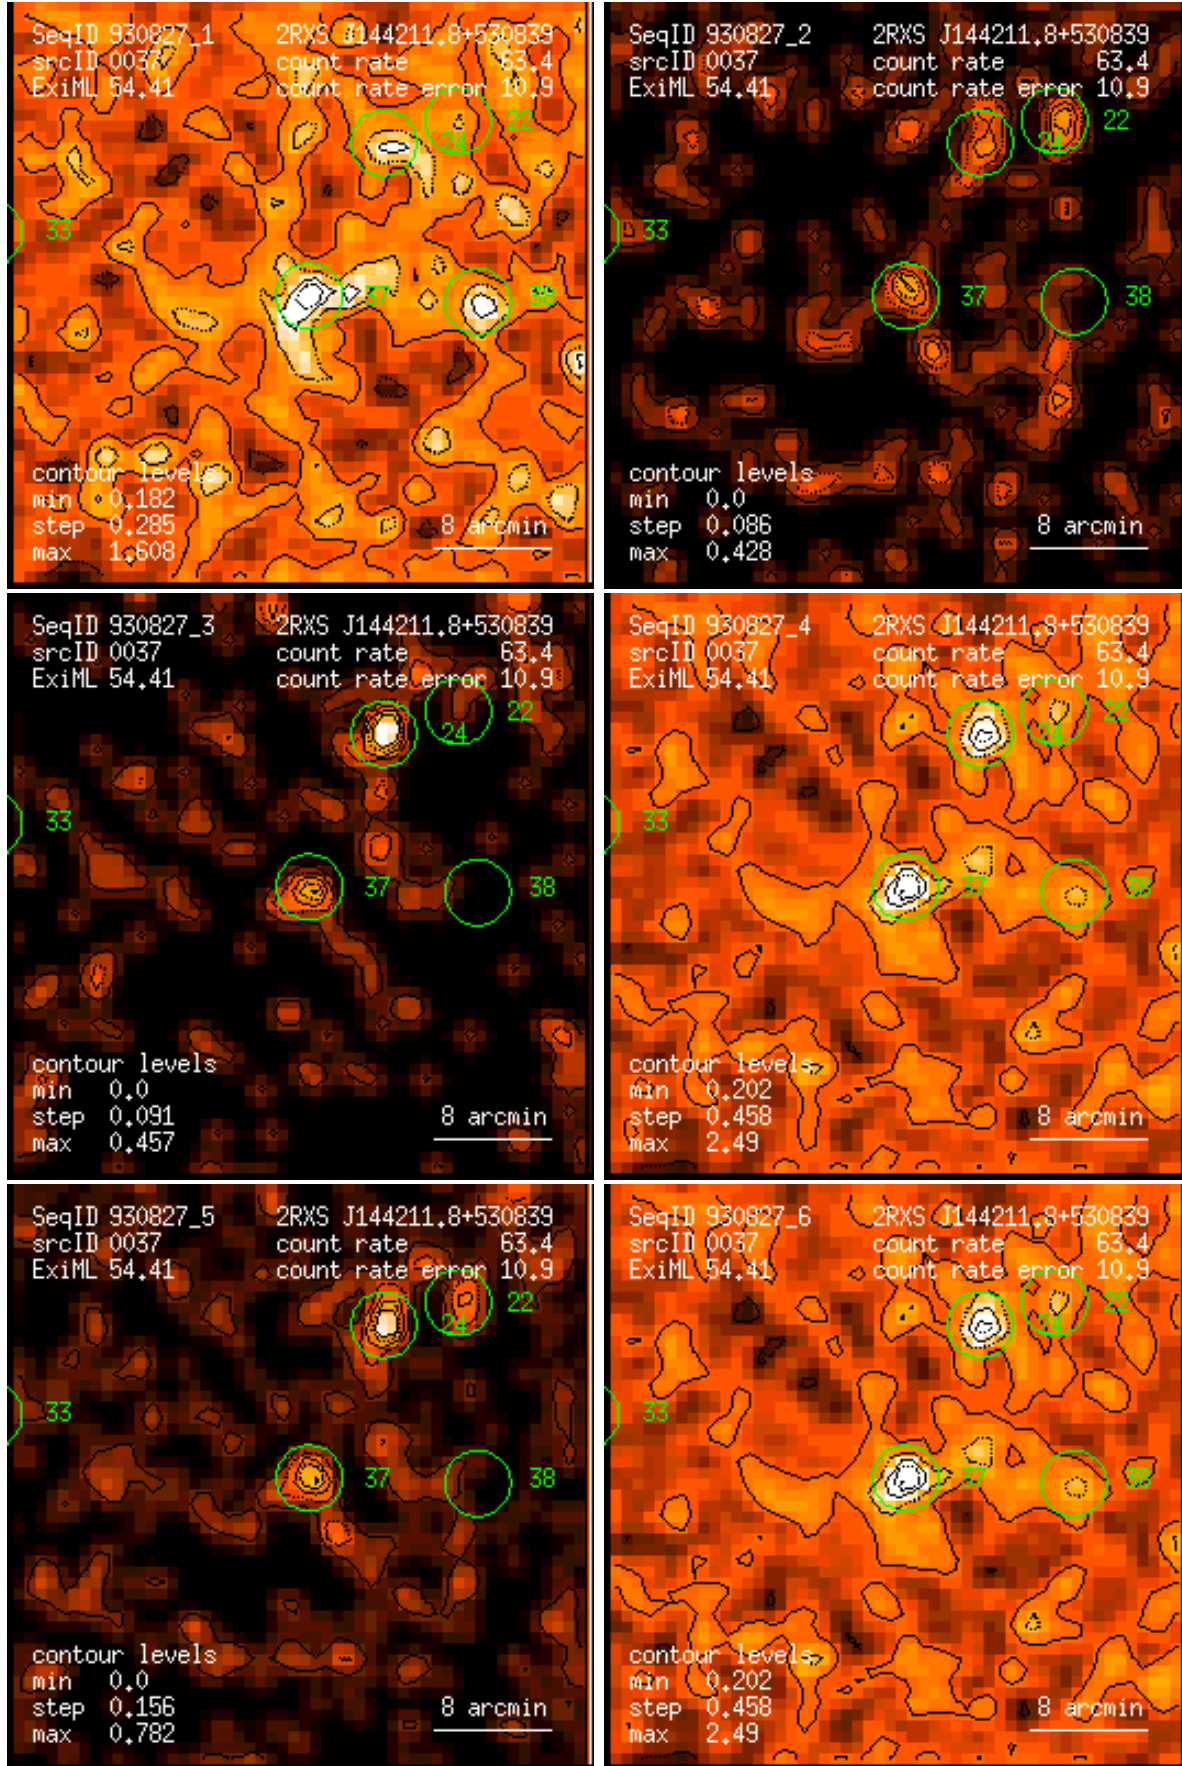 SeqID 930827_1 2RXS J144211.8+530839
srcID 0037 count rate 63.4
ExiML 54.41 count rate error 10.9
22
24
33
37
38
contour levels
min 0.182
step 0.285 8 arcmin
max 1.608
SeqID 930827_2 2RXS J144211.8+530839
srcID 0037 count rate 63.4
ExiML 54.41 count rate error 10.9
22
24
33
37
38
contour levels
min 0.0
step 0.086 8 arcmin
max 0.428
SeqID 930827_3 2RXS J144211.8+530839
srcID 0037 count rate 63.4
ExiML 54.41 count rate error 10.9
22
24
33
37
38
contour levels
min 0.0
step 0.091 8 arcmin
max 0.457
SeqID 930827_4 2RXS J144211.8+530839
srcID 0037 count rate 63.4
ExiML 54.41 count rate error 10.9
22
24
33
37
38
contour levels
min 0.202
step 0.458 8 arcmin
max 2.49
SeqID 930827_5 2RXS J144211.8+530839
srcID 0037 count rate 63.4
ExiML 54.41 count rate error 10.9
22
24
33
37
38
contour levels
min 0.0
step 0.156 8 arcmin
max 0.782
SeqID 930827_6 2RXS J144211.8+530839
srcID 0037 count rate 63.4
ExiML 54.41 count rate error 10.9
22
24
33
37
38
contour levels
min 0.202
step 0.458 8 arcmin
max 2.49